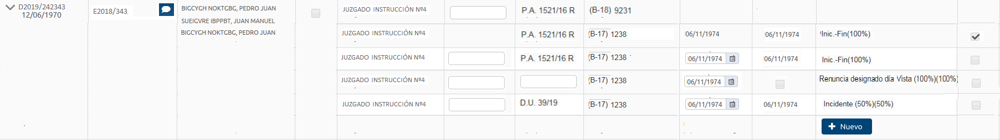 D2019/242343
12/06/1970
E2018/343
BIGCYGH NOKTGBG, PEDRO JUAN
SUEIGVRE IBPPBT, JUAN MANUEL
BIGCYGH NOKTGBG, PEDRO JUAN
JUZGADO INSTRUCCIÓN Nº4 P.A. 1521/16 R (B-18) 9231
JUZGADO INSTRUCCIÓN Nº4 P.A. 1521/16 R (B-17) 1238 06/11/1974 06/11/1974 Inic.-Fin(100%)
JUZGADO INSTRUCCIÓN Nº4 P.A. 1521/16 R (B-17) 1238 06/11/1974 06/11/1974 Inic.-Fin(100%)
JUZGADO INSTRUCCIÓN Nº4 (B-17) 1238 06/11/1974 Renuncia designado día Vista (100%)(100%)
JUZGADO INSTRUCCIÓN Nº4 D.U. 39/19 (B-17) 1238 06/11/1974 06/11/1974 Incidente (50%)(50%)
Nuevo